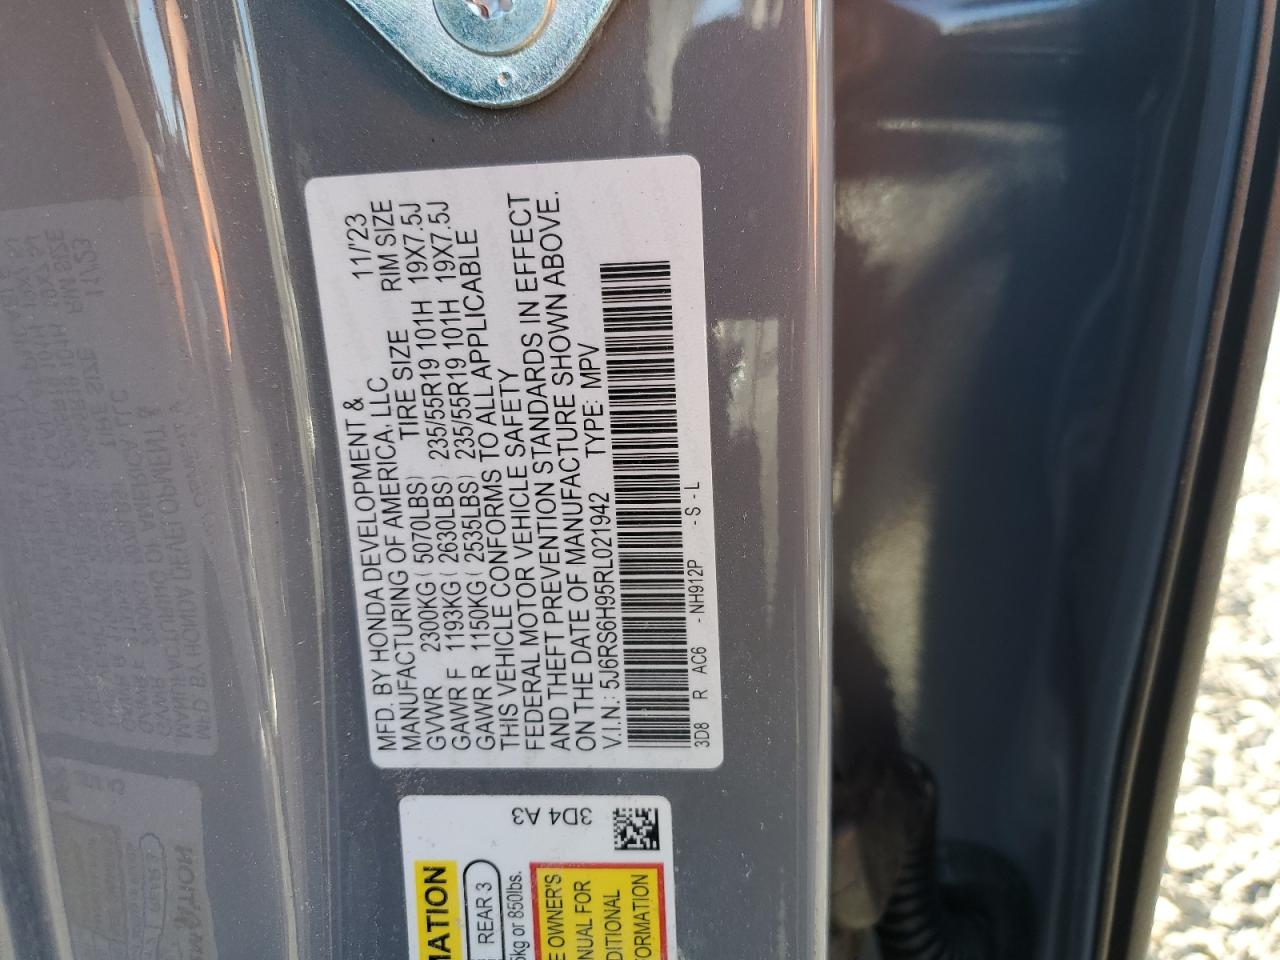 MFD. BY HONDA DEVELOPMENT & 11/'23
MANUFACTURING OF AMERICA, LLC TIRE SIZE RIM SIZE
GVWR 2300KG ( 5070LBS)
GAWR F 1193KG ( 2630LBS) 235/55R19 101H 19X7.5J
GAWR R 1150KG ( 2535LBS) 235/55R19 101H 19X7.5J
THIS VEHICLE CONFORMS TO ALL APPLICABLE
FEDERAL MOTOR VEHICLE SAFETY
AND THEFT PREVENTION STANDARDS IN EFFECT
ON THE DATE OF MANUFACTURE SHOWN ABOVE.
V.I.N.: 5J6RS6H95RL021942 TYPE: MPV
3D8 R AC6 -NH912P -S-L
3D4 A3
REAR 3
850lbs.
OWNER'S
FOR